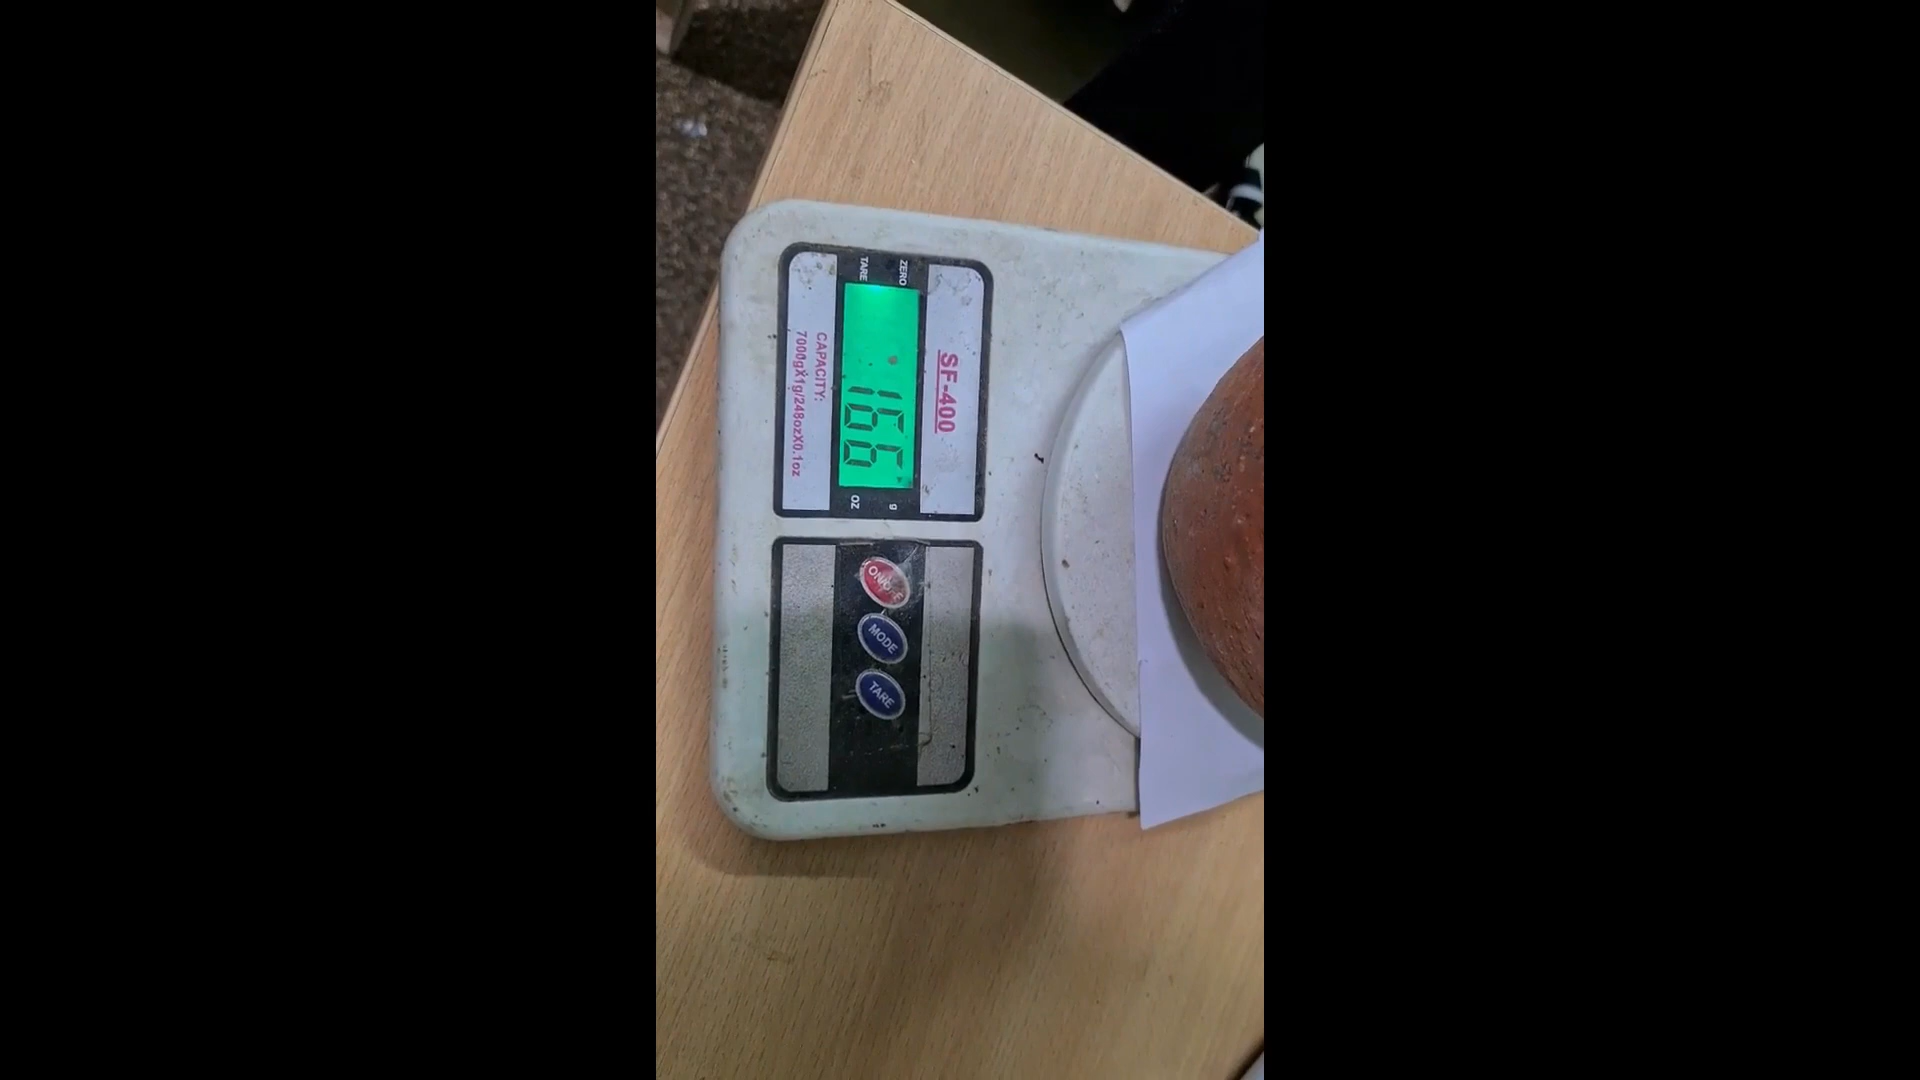 SF-400
ZERO
TARE
166
g
OZ
CAPACITY:
7000gX1g/248ozX0.1oz
ON/OFF
MODE
TARE